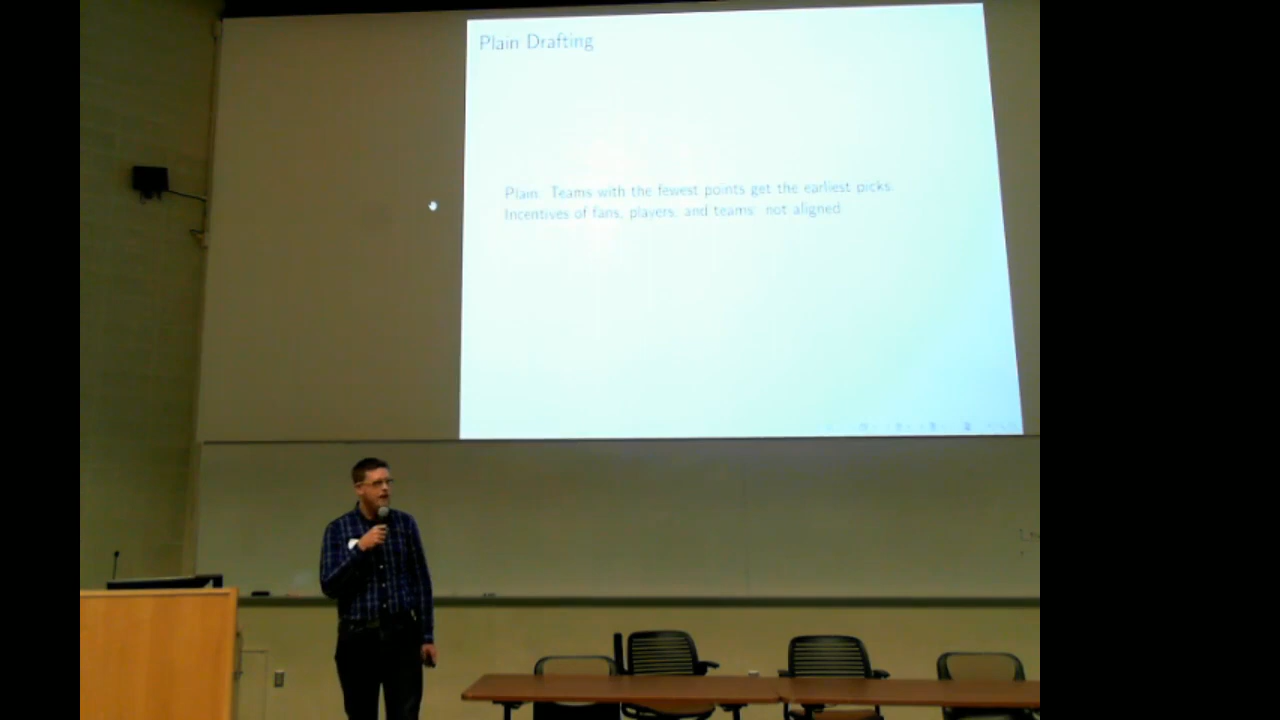 Plain Drafting
Plain: Teams with the fewest points get the earliest picks.
Incentives of fans, players, and teams: not aligned